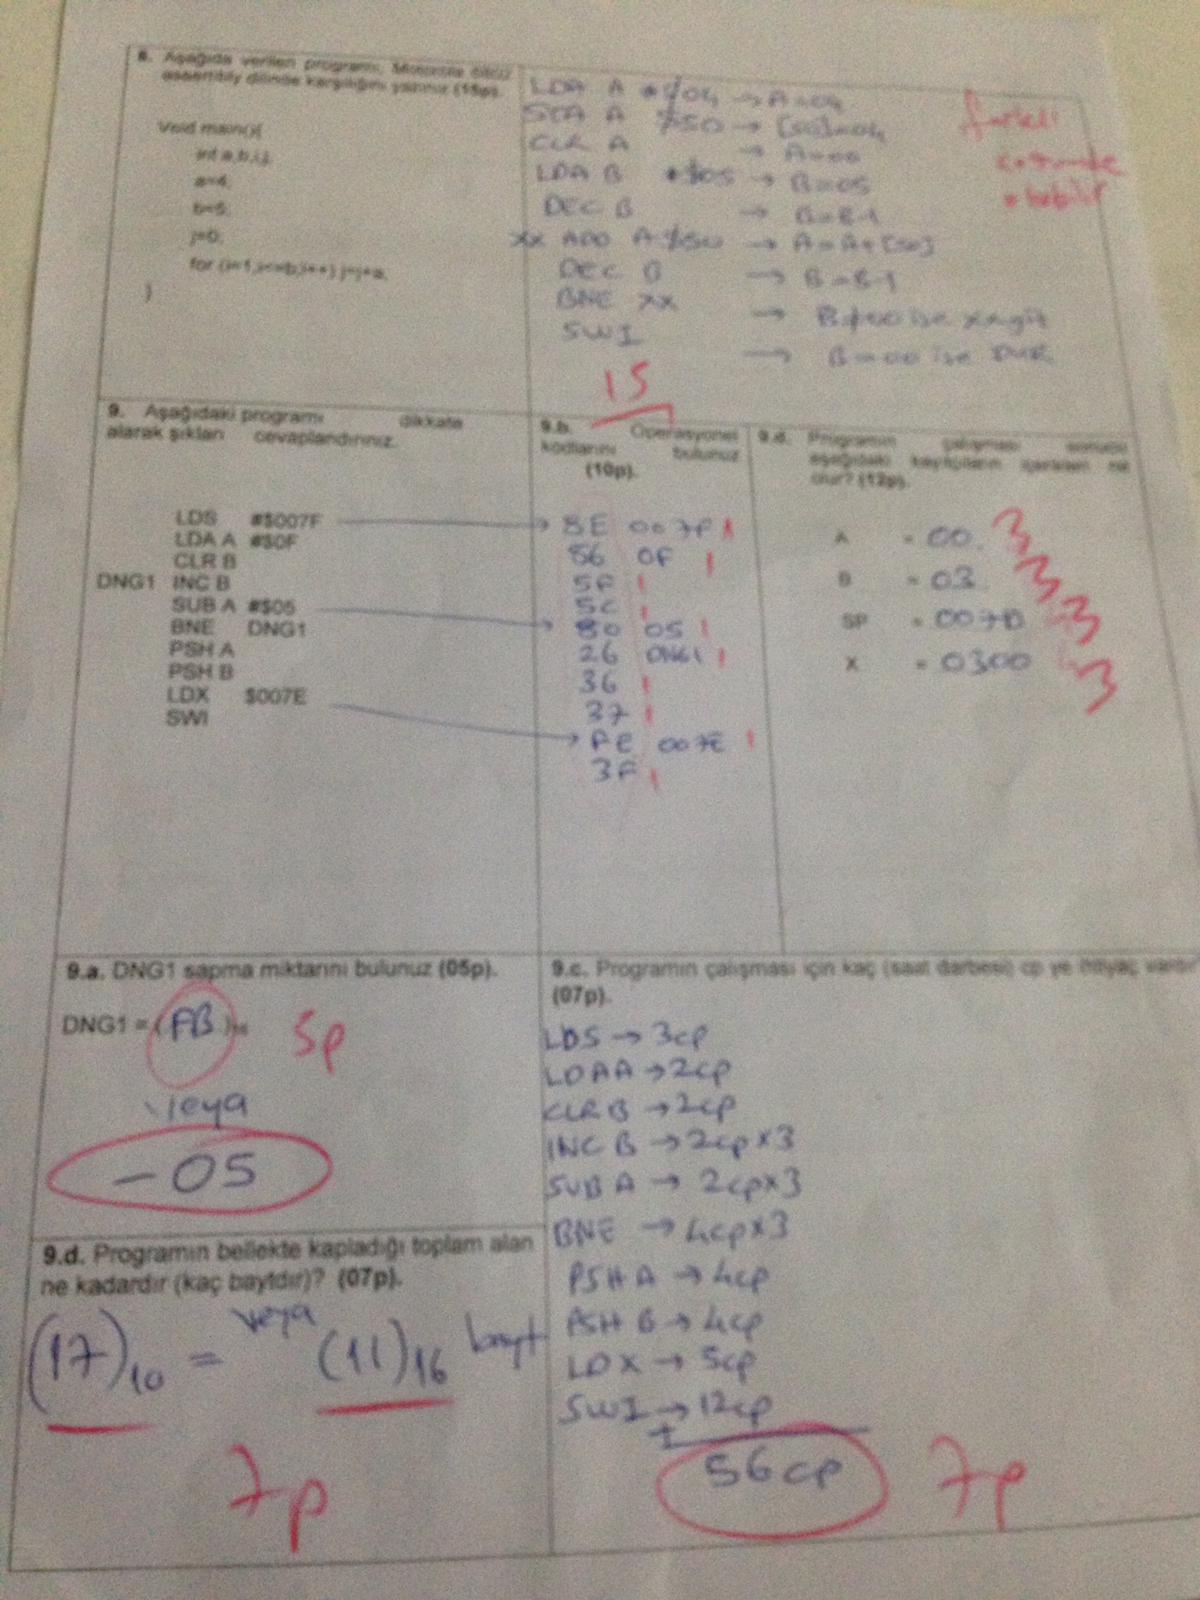 8. Aşağıda verilen programı, Motorola
assembly dilinde karşılığını yazınız (15p).
Void main(){
int a,b,i,j;
a=4;
b=5;
j=0;
for (i=1,i<=b,i++) j=j+a;
}
LDA A #$04 → A=04
STA A $50 → [50]=04
CLR A → A=00
LDA B #$05 → B=05
DEC B → B=B-1
xx ADD A $50 → A=A+[50]
DEC B → B=B-1
BNE xx → B≠00 ise xx git
SWI → B=00 ise DUR
farklı
olabilir
15
9. Aşağıdaki programı dikkate
alarak şıkları cevaplandırınız.
LDS #$007F
LDA A #$0F
CLR B
DNG1 INC B
SUB A #$05
BNE DNG1
PSH A
PSH B
LDX $007E
SWI
9.b. Operasyonel
kodlarını bulunuz
(10p).
8E 007F 1
86 0F 1
5F 1
5C 1
80 05 1
26 DNG1 1
36 1
37 1
FE 007E 1
3F 1
9.d. Programın çalışması sonucu
aşağıdaki kayıtçıların içerikleri ne
olur? (12p).
A = 00 3
B = 03 3
SP = 007D 3
X = 0300 3
9.a. DNG1 sapma miktarını bulunuz (05p).
DNG1 = (FB)16 5p
veya
-05
9.d. Programın bellekte kapladığı toplam alan
ne kadardır (kaç baytdır)? (07p).
(17)10 = veya (11)16 bayt
7p
9.c. Programın çalışması için kaç (saat darbesi) cp ye ihtiyaç vardır
(07p).
LDS → 3cp
LDAA → 2cp
CLR B → 2cp
INC B → 2cp x 3
SUB A → 2cp x 3
BNE → 4cp x 3
PSH A → 4cp
PSH B → 4cp
LDX → 5cp
SWI → 12cp
+
56 cp 7p